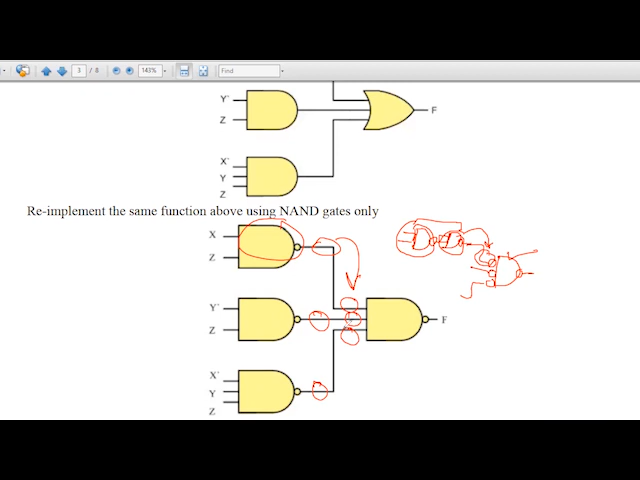 3 / 8 143% Find
Y'
Z
F
X'
Y
Z
Re-implement the same function above using NAND gates only
X
Z
Y'
Z
F
X'
Y
Z